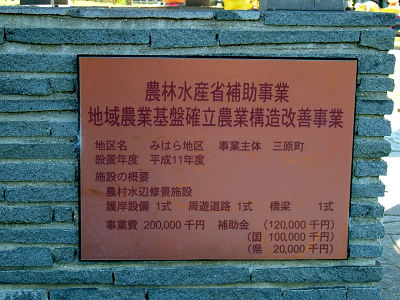 農林水産省補助事業
地域農業基盤確立農業構造改善事業
地区名 みはら地区 事業主体 三原町
設置年度 平成11年度
施設の概要
農村水辺修景施設
護岸設備 1式 周遊道路 1式 橋梁 1式
事業費 200,000千円 補助金 (120,000千円)
(国 100,000千円)
(県 20,000千円)